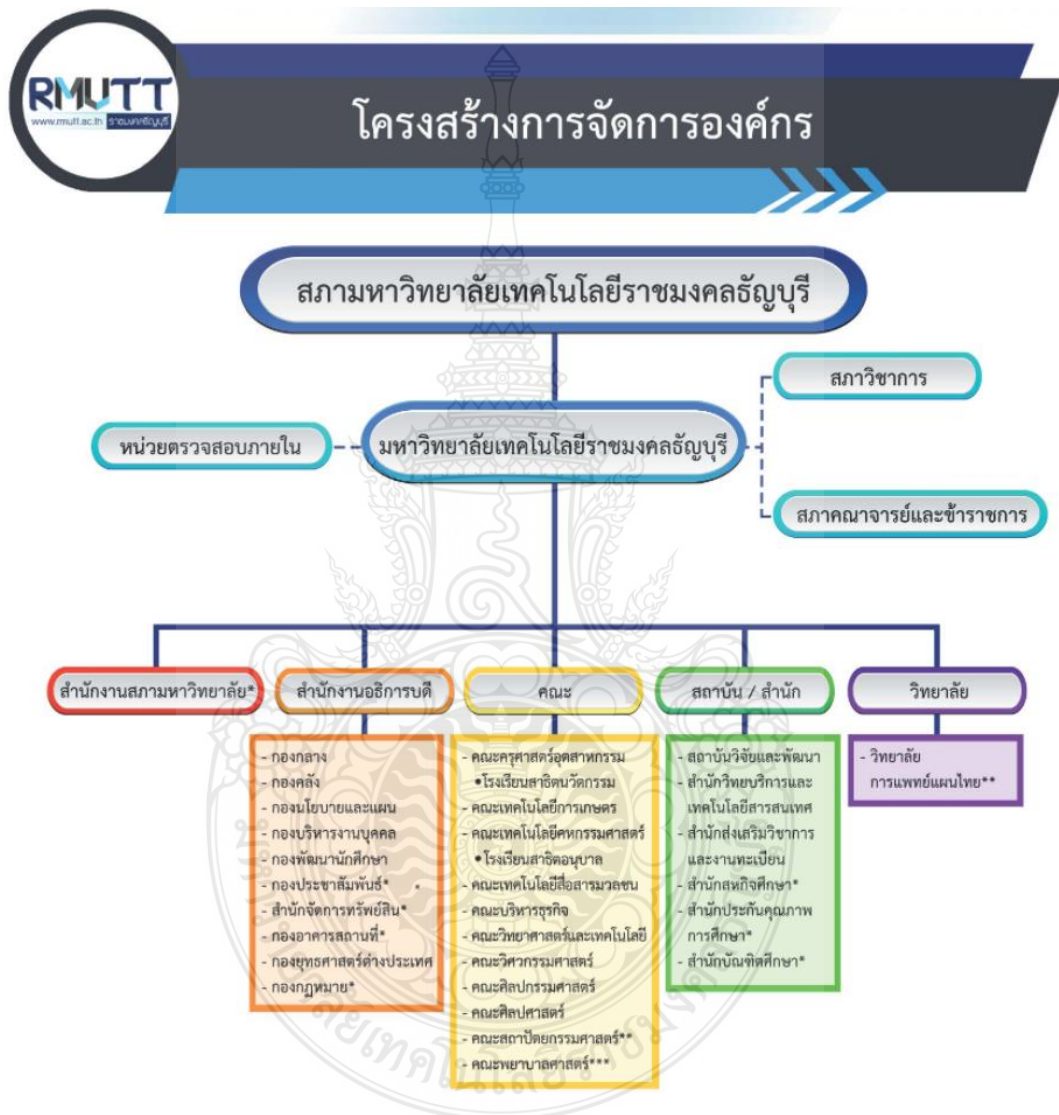 RMUTT
www.rmutt.ac.th ราชมงคลธัญบุรี
โครงสร้างการจัดการองค์กร
สภามหาวิทยาลัยเทคโนโลยีราชมงคลธัญบุรี
สภาวิชาการ
หน่วยตรวจสอบภายใน
มหาวิทยาลัยเทคโนโลยีราชมงคลธัญบุรี
สภาคณาจารย์และข้าราชการ
สำนักงานสภามหาวิทยาลัย*
สำนักงานอธิการบดี
- กองกลาง
- กองคลัง
- กองนโยบายและแผน
- กองบริหารงานบุคคล
- กองพัฒนานักศึกษา
- กองประชาสัมพันธ์*
- สำนักจัดการทรัพย์สิน*
- กองอาคารสถานที่*
- กองยุทธศาสตร์ต่างประเทศ
- กองกฎหมาย*
คณะ
- คณะครุศาสตร์อุตสาหกรรม
•โรงเรียนสาธิตนวัตกรรม
- คณะเทคโนโลยีการเกษตร
- คณะเทคโนโลยีคหกรรมศาสตร์
•โรงเรียนสาธิตอนุบาล
- คณะเทคโนโลยีสื่อสารมวลชน
- คณะบริหารธุรกิจ
- คณะวิทยาศาสตร์และเทคโนโลยี
- คณะวิศวกรรมศาสตร์
- คณะศิลปกรรมศาสตร์
- คณะศิลปศาสตร์
- คณะสถาปัตยกรรมศาสตร์**
- คณะพยาบาลศาสตร์***
สถาบัน / สำนัก
- สถาบันวิจัยและพัฒนา
- สำนักวิทยบริการและ
เทคโนโลยีสารสนเทศ
- สำนักส่งเสริมวิชาการ
และงานทะเบียน
- สำนักสหกิจศึกษา*
- สำนักประกันคุณภาพ
การศึกษา*
- สำนักบัณฑิตศึกษา*
วิทยาลัย
- วิทยาลัย
การแพทย์แผนไทย**